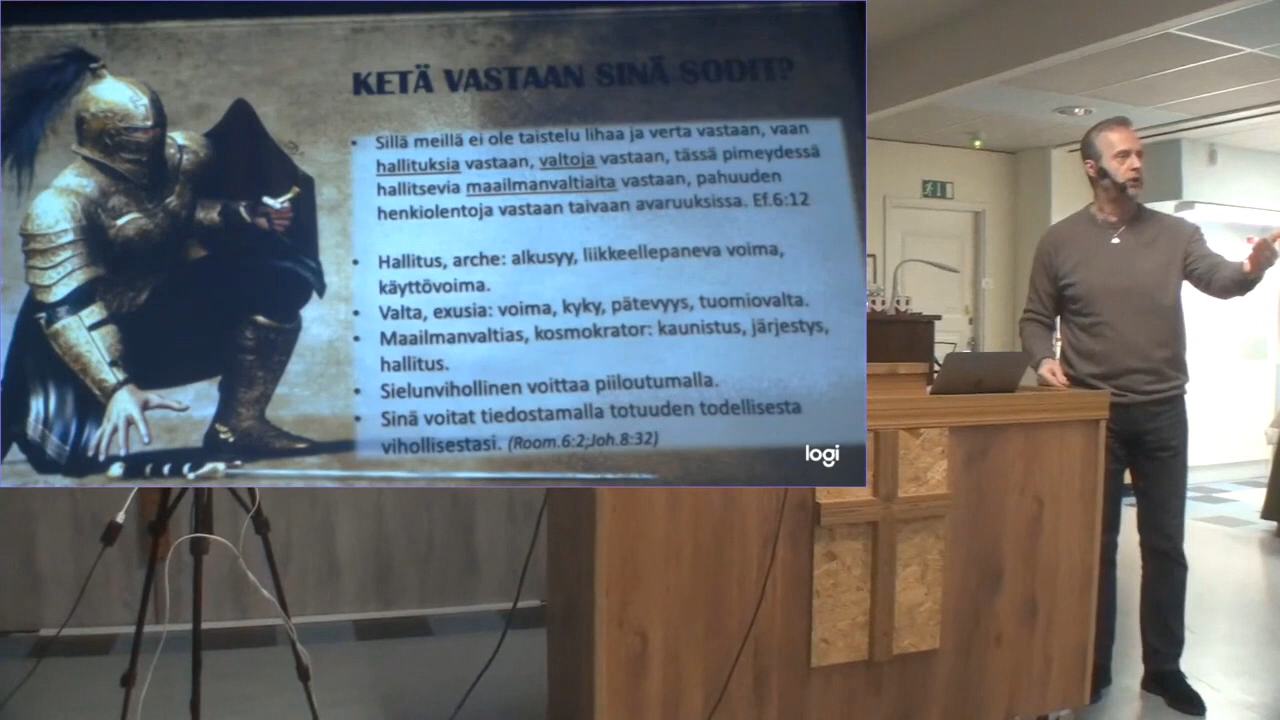 KETÄ VASTAAN SINÄ SODIT?
• Sillä meillä ei ole taistelu lihaa ja verta vastaan, vaan
hallituksia vastaan, valtoja vastaan, tässä pimeydessä
hallitsevia maailmanvaltiaita vastaan, pahuuden
henkiolentoja vastaan taivaan avaruuksissa. Ef.6:12
• Hallitus, arche: alkusyy, liikkeellepaneva voima,
käyttövoima.
• Valta, exusia: voima, kyky, pätevyys, tuomiovalta.
• Maailmanvaltias, kosmokrator: kaunistus, järjestys,
hallitus.
• Sielunvihollinen voittaa piiloutumalla.
• Sinä voitat tiedostamalla totuuden todellisesta
vihollisestasi. (Room.6:2;Joh.8:32)
logi